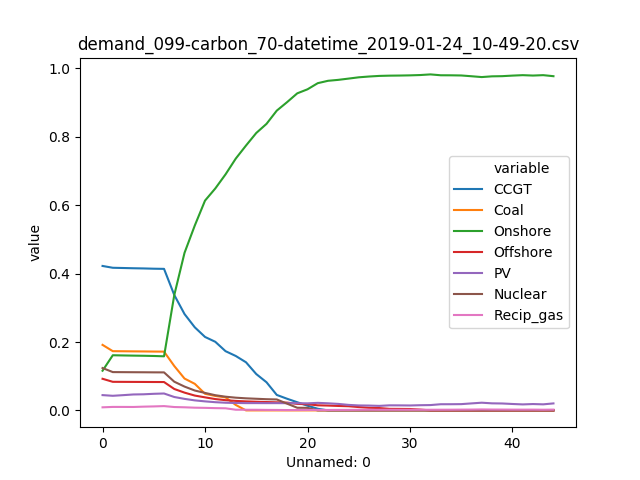 demand_099-carbon_70-datetime_2019-01-24_10-49-20.csv
1.0
0.8
0.6
0.4
0.2
0.0
value
variable
CCGT
Coal
Onshore
Offshore
PV
Nuclear
Recip_gas
0 10 20 30 40
Unnamed: 0